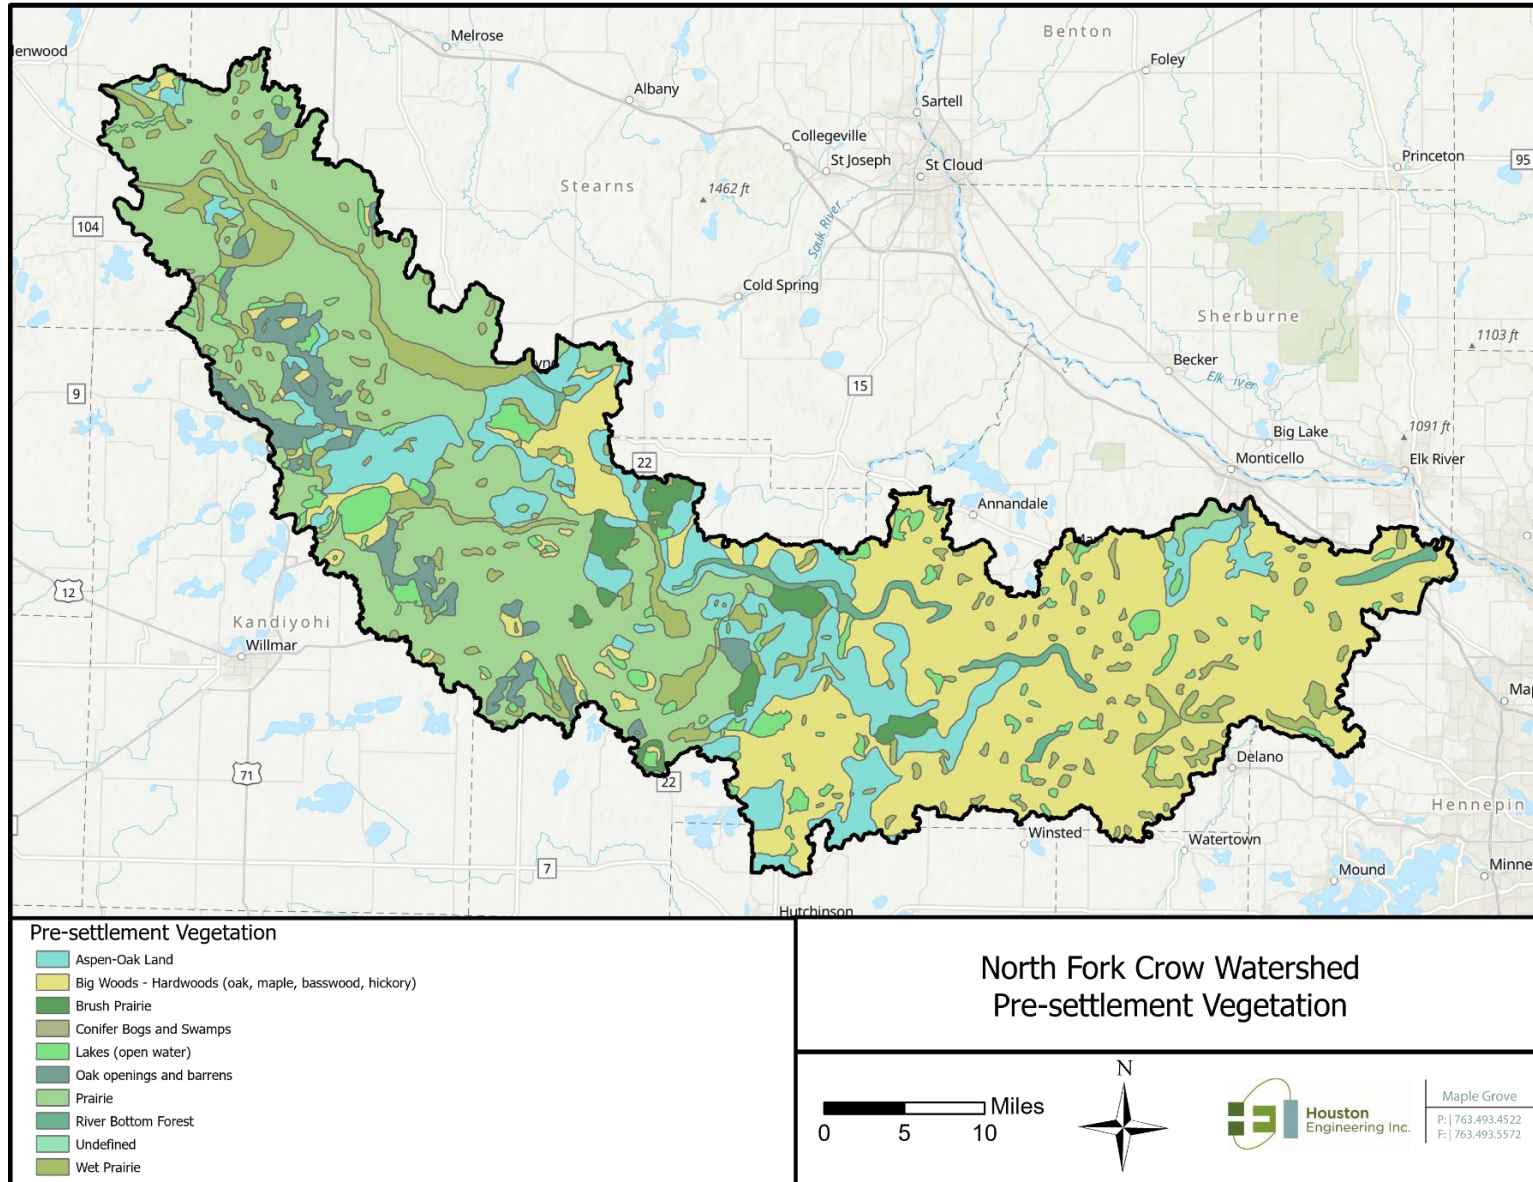 Melrose
Benton
lenwood
Foley
Albany
Sartell
Collegeville
St Joseph
St Cloud
Princeton
95
Stearns
1462 ft
104
Sauk River
Cold Spring
Sherburne
1103 ft
Becker
9
15
Elk iver
1091 ft
Big Lake
22
Monticello
Elk River
Annandale
12
Kandiyohi
Willmar
Map
71
22
Delano
Hennepin
Winsted
Watertown
7
Mound
Minne
Hutchinson
Pre-settlement Vegetation
Aspen-Oak Land
Big Woods - Hardwoods (oak, maple, basswood, hickory)
Brush Prairie
Conifer Bogs and Swamps
Lakes (open water)
Oak openings and barrens
Prairie
River Bottom Forest
Undefined
Wet Prairie
North Fork Crow Watershed
Pre-settlement Vegetation
Miles
0 5 10
N
Houston
Engineering Inc.
Maple Grove
P: | 763.493.4522
F: | 763.493.5572